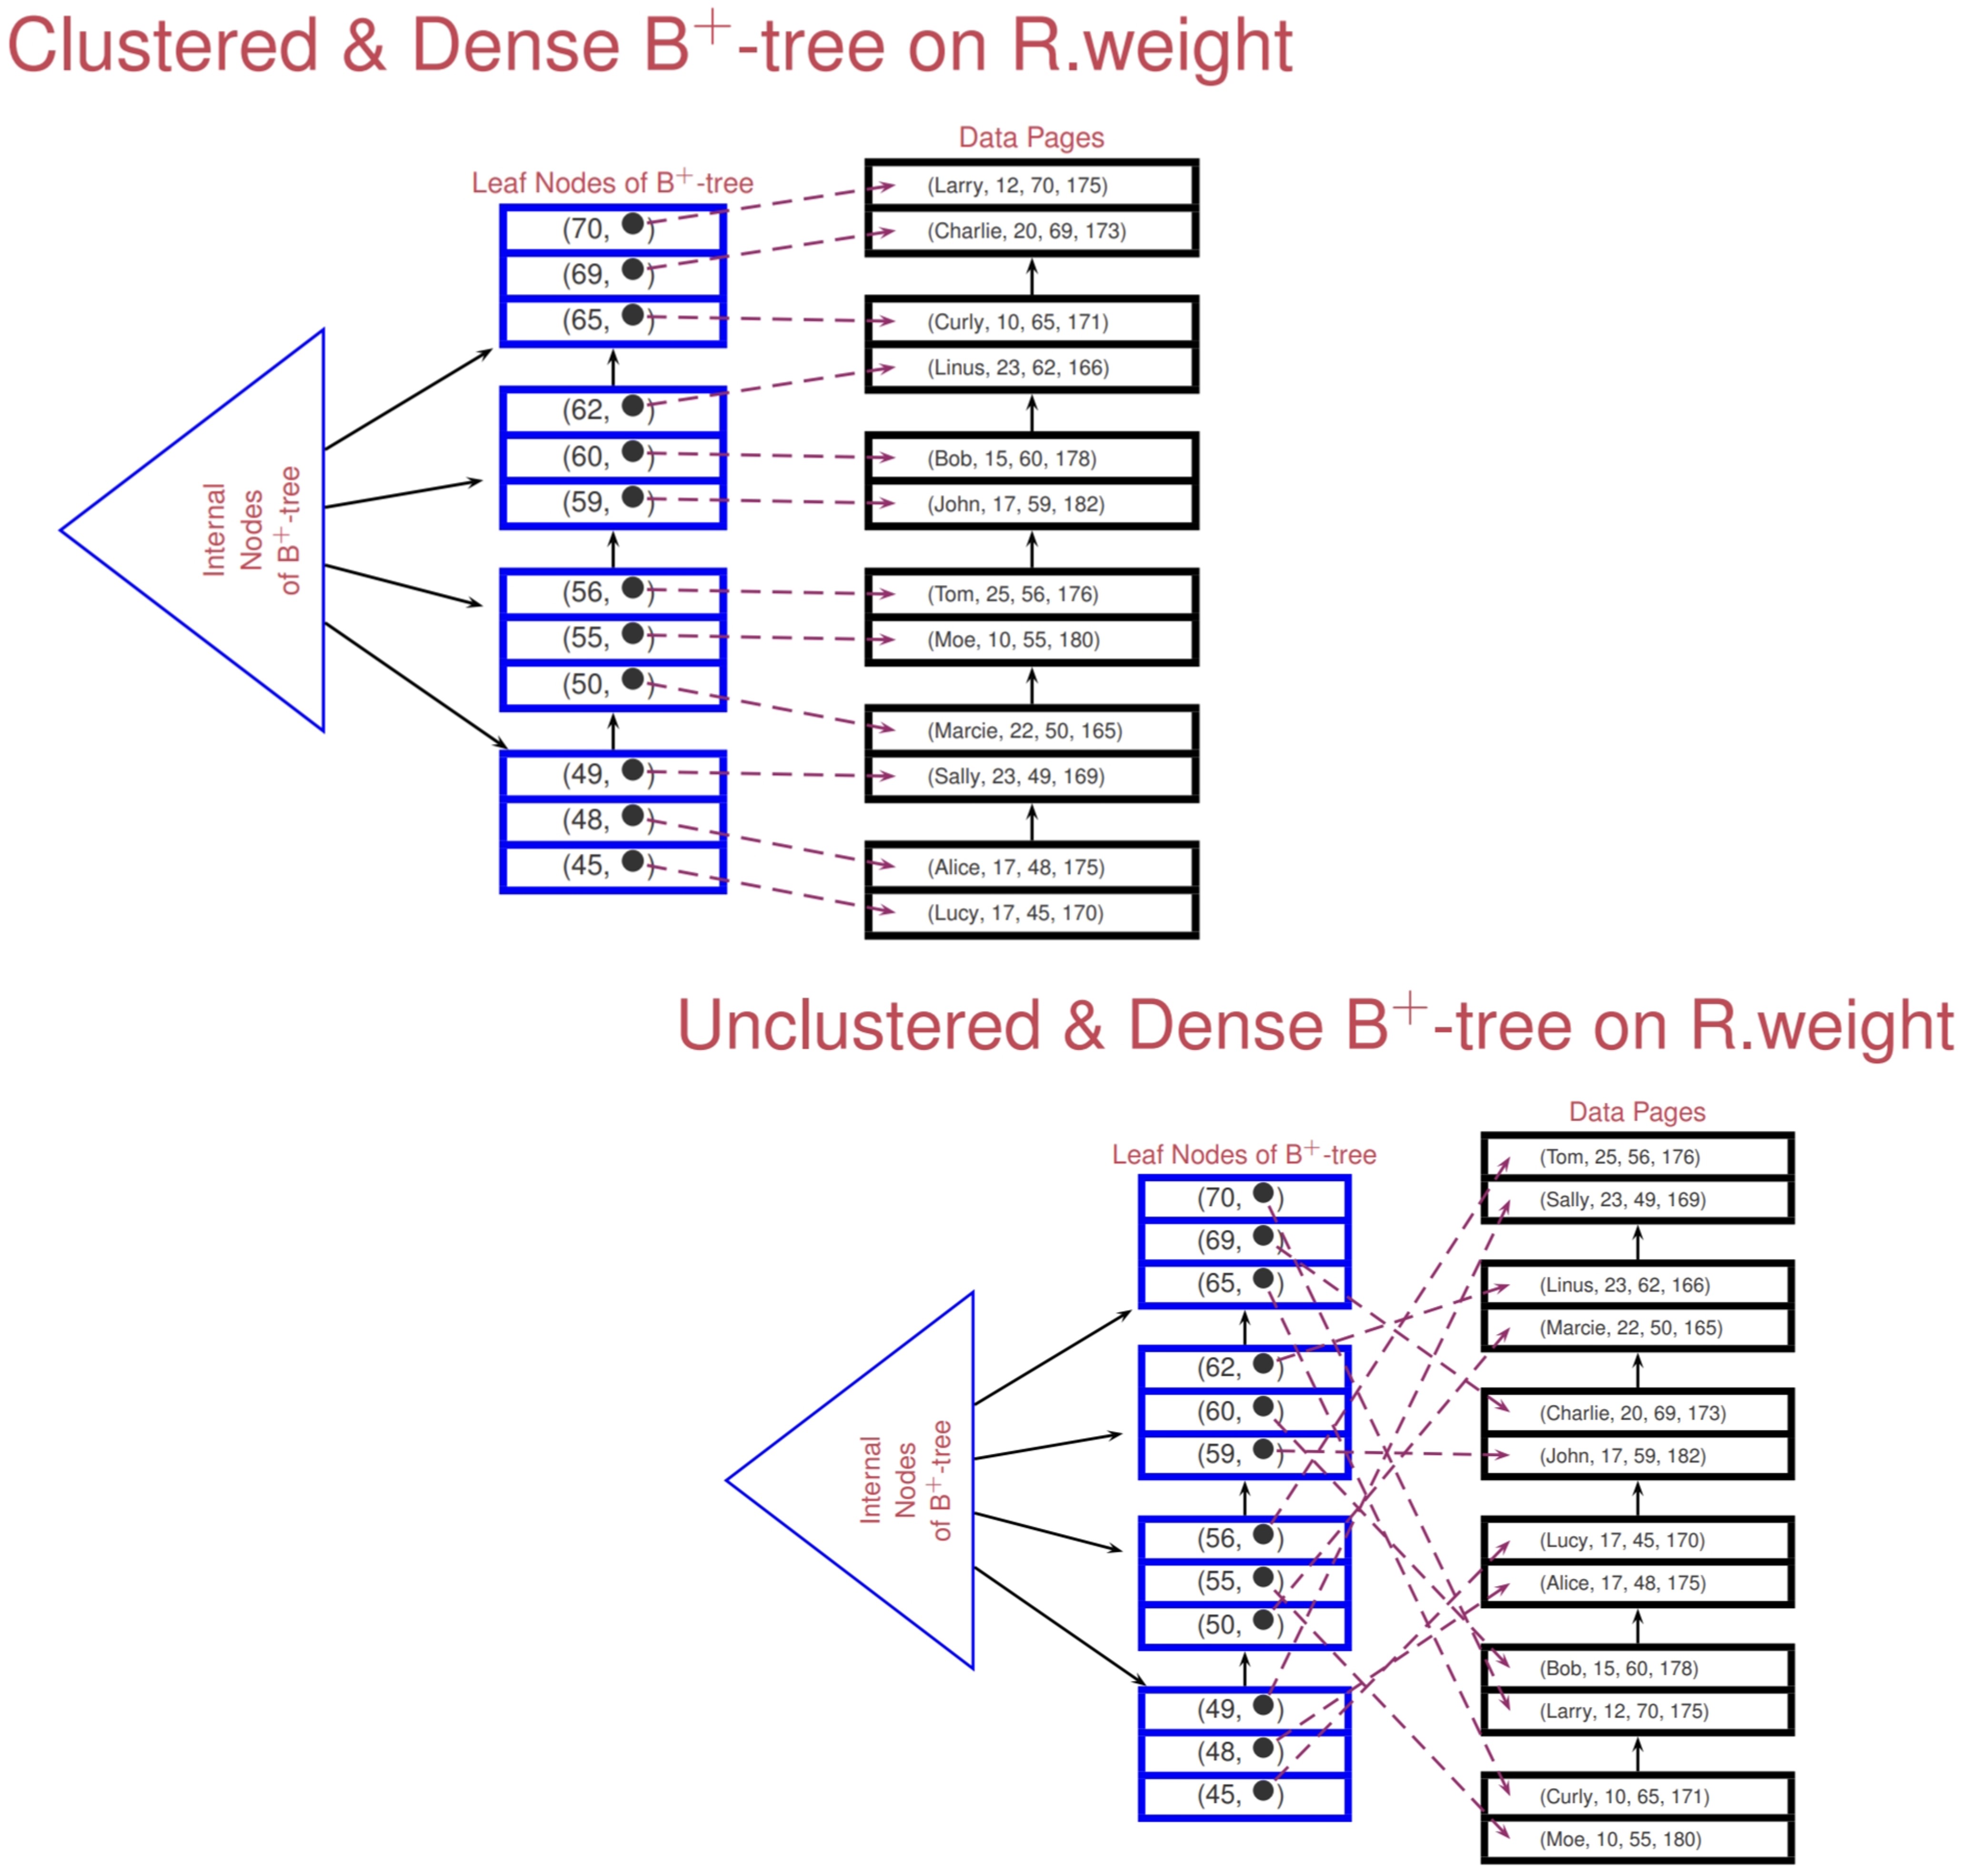 Clustered & Dense B+-tree on R.weight
Data Pages
Leaf Nodes of B+-tree
(Larry, 12, 70, 175)
(Charlie, 20, 69, 173)
(Curly, 10, 65, 171)
(Linus, 23, 62, 166)
(Bob, 15, 60, 178)
(John, 17, 59, 182)
(Tom, 25, 56, 176)
(Moe, 10, 55, 180)
(Marcie, 22, 50, 165)
(Sally, 23, 49, 169)
(Alice, 17, 48, 175)
(Lucy, 17, 45, 170)
(70, ●)
(69, ●)
(65, ●)
(62, ●)
(60, ●)
(59, ●)
(56, ●)
(55, ●)
(50, ●)
(49, ●)
(48, ●)
(45, ●)
Internal
Nodes
of B+-tree
Unclustered & Dense B+-tree on R.weight
Data Pages
Leaf Nodes of B+-tree
(Tom, 25, 56, 176)
(Sally, 23, 49, 169)
(Linus, 23, 62, 166)
(Marcie, 22, 50, 165)
(Charlie, 20, 69, 173)
(John, 17, 59, 182)
(Lucy, 17, 45, 170)
(Alice, 17, 48, 175)
(Bob, 15, 60, 178)
(Larry, 12, 70, 175)
(Curly, 10, 65, 171)
(Moe, 10, 55, 180)
(70, ●)
(69, ●)
(65, ●)
(62, ●)
(60, ●)
(59, ●)
(56, ●)
(55, ●)
(50, ●)
(49, ●)
(48, ●)
(45, ●)
Internal
Nodes
of B+-tree